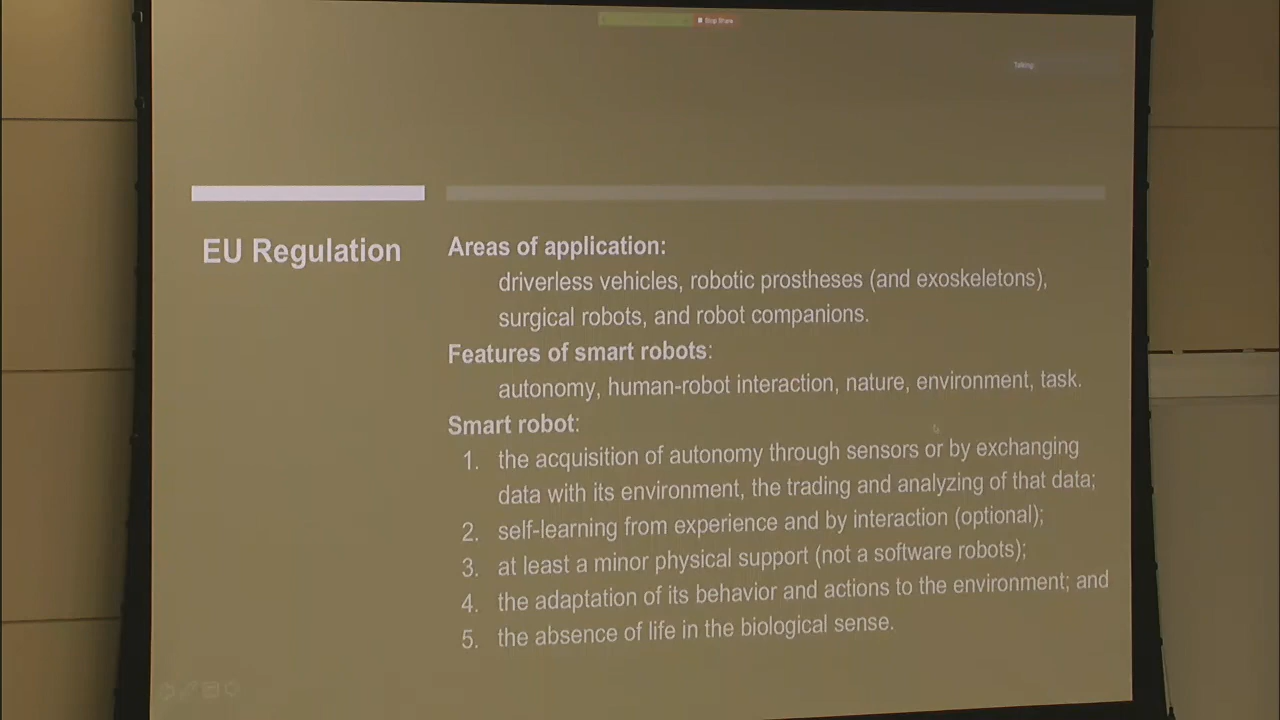 Stop Share
Talking:
EU Regulation
Areas of application:
driverless vehicles, robotic prostheses (and exoskeletons),
surgical robots, and robot companions.
Features of smart robots:
autonomy, human-robot interaction, nature, environment, task.
Smart robot:
1. the acquisition of autonomy through sensors or by exchanging
data with its environment, the trading and analyzing of that data;
2. self-learning from experience and by interaction (optional);
3. at least a minor physical support (not a software robots);
4. the adaptation of its behavior and actions to the environment; and
5. the absence of life in the biological sense.